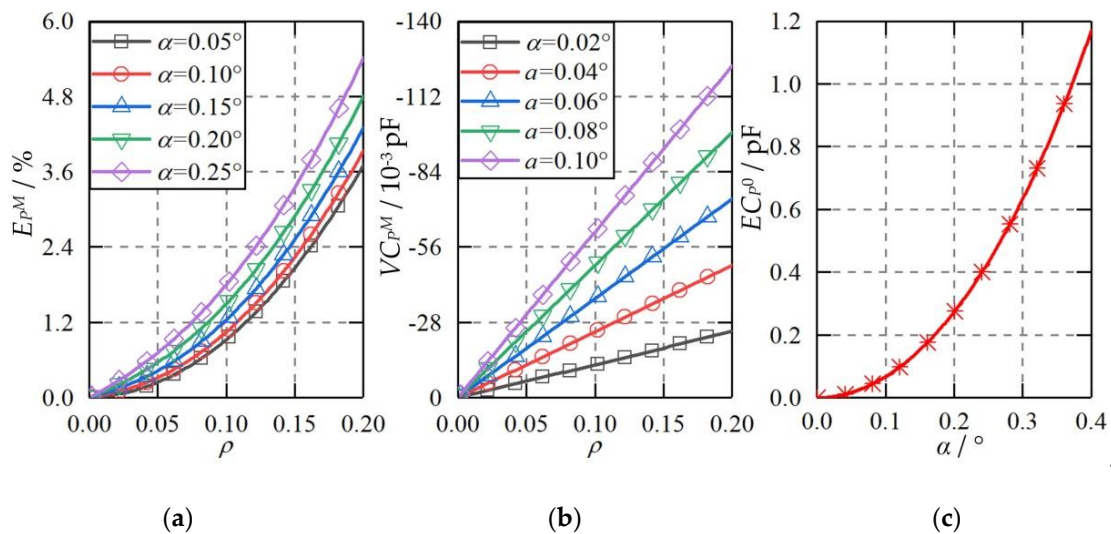 6.0
4.8
3.6
2.4
1.2
0.0
E_P^M / %
α=0.05°
α=0.10°
α=0.15°
α=0.20°
α=0.25°
0.00 0.05 0.10 0.15 0.20
ρ
-140
-112
-84
-56
-28
0
VC_P^M / 10⁻³ pF
α=0.02°
a=0.04°
a=0.06°
a=0.08°
a=0.10°
0.00 0.05 0.10 0.15 0.20
ρ
1.2
1.0
0.8
0.6
0.4
0.2
0.0
EC_P^0 / pF
0.0 0.1 0.2 0.3 0.4
α / °
(a) (b) (c)